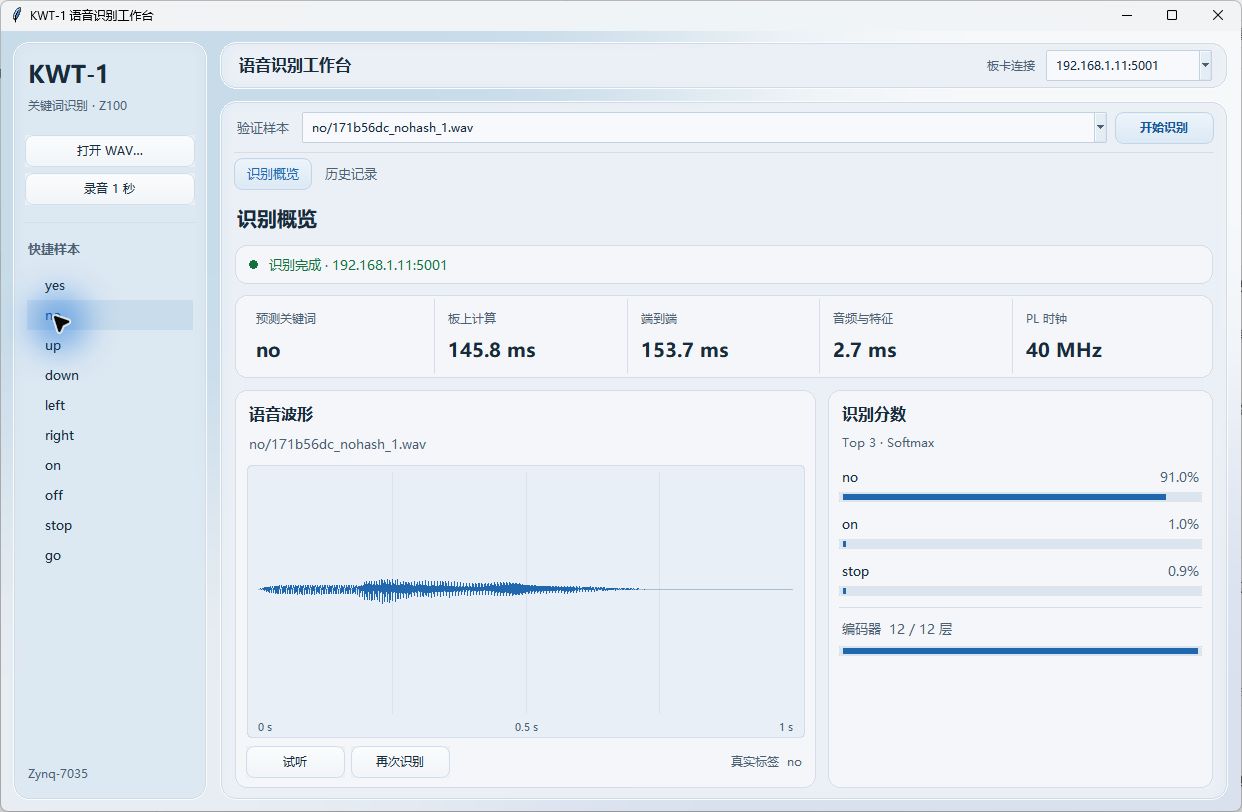 KWT-1 语音识别工作台
KWT-1
关键词识别 · Z100
打开 WAV...
录音 1 秒
快捷样本
yes
no
up
down
left
right
on
off
stop
go
Zynq-7035
语音识别工作台
板卡连接 192.168.1.11:5001
验证样本 no/171b56dc_nohash_1.wav 开始识别
识别概览 历史记录
识别概览
识别完成 · 192.168.1.11:5001
预测关键词 板上计算 端到端 音频与特征 PL 时钟
no 145.8 ms 153.7 ms 2.7 ms 40 MHz
语音波形
no/171b56dc_nohash_1.wav
0 s 0.5 s 1 s
试听 再次识别 真实标签 no
识别分数
Top 3 · Softmax
no 91.0%
on 1.0%
stop 0.9%
编码器 12 / 12 层